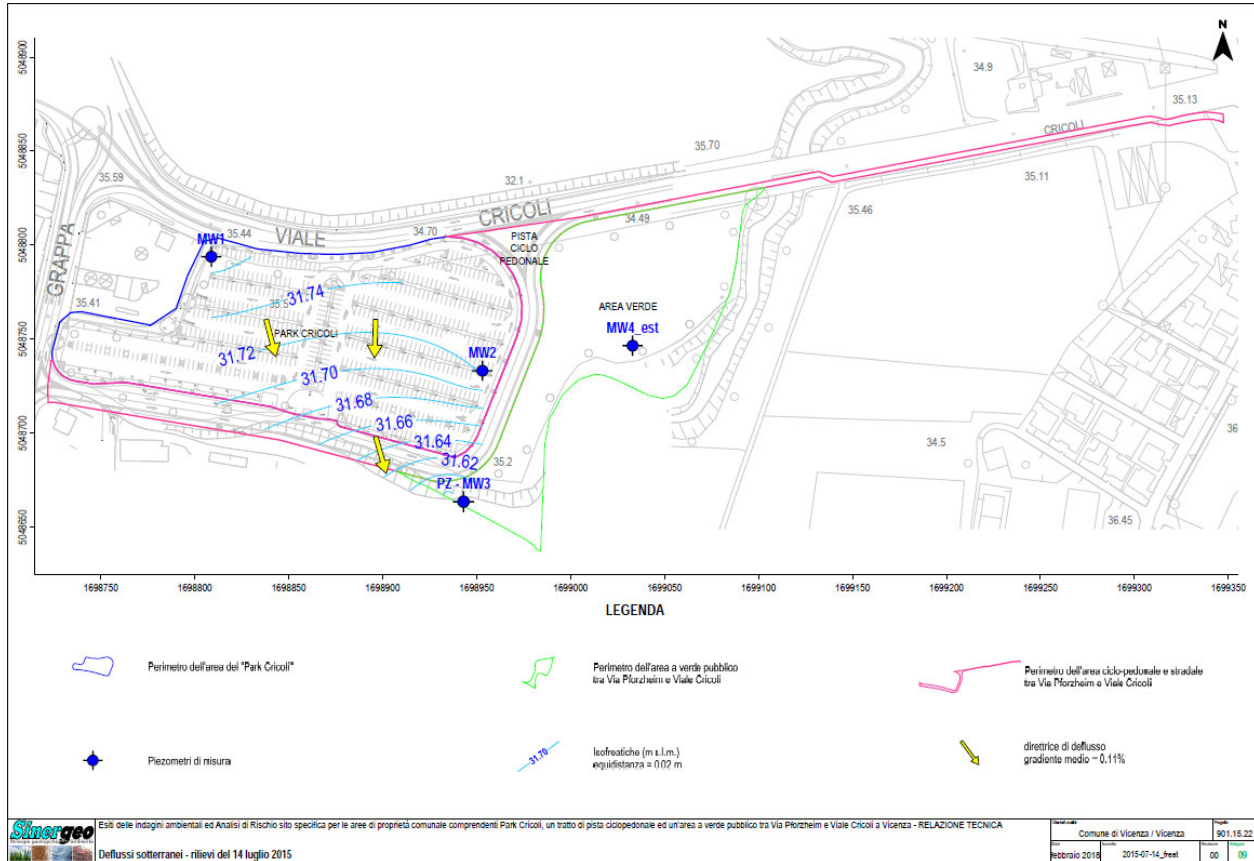 N
5048900
5048850
5048800
5048750
5048700
5048650
34.9
35.13
CRICOLI
35.70
35.11
35.59
32.1
35.46
GRAPPA
VIALE
CRICOLI
34.49
35.44
34.70
MW1
PISTA
CICLO
PEDONALE
35.41
31.74
35.5
PARK CRICOLI
AREA VERDE
MW4_est
31.72
MW2
31.70
31.68
31.66
31.64
31.62
35.2
34.5
36
PZ - MW3
36.45
1698750
1698800
1698850
1698900
1698950
1699000
1699050
1699100
1699150
1699200
1699250
1699300
1699350
LEGENDA
Perimetro dell'area del "Park Cricoli"
Perimetro dell'area a verde pubblico
tra Via Pforzheim e Viale Cricoli
Perimetro dell'area ciclo-pedonale e stradale
tra Via Pforzheim e Viale Cricoli
Piezometri di misura
31.70
Isofreatiche (m s.l.m.)
equidistanza = 0.02 m
direttrice di deflusso
gradiente medio = 0.11%
Sinergeo
Esiti delle indagini ambientali ed Analisi di Rischio sito specifica per le aree di proprietà comunale comprendenti Park Cricoli, un tratto di pista ciclopedonale ed un'area a verde pubblico tra Via Pforzheim e Viale Cricoli a Vicenza - RELAZIONE TECNICA
Deflussi sotterranei - rilievi del 14 luglio 2015
Comune di Vicenza / Vicenza
901.15.22
febbraio 2018
2015-07-14_freat
00
09